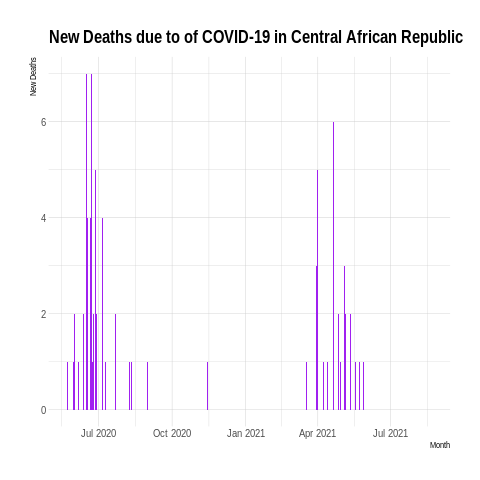 New Deaths due to of COVID-19 in Central African Republic
New Deaths
6
4
2
0
Jul 2020 Oct 2020 Jan 2021 Apr 2021 Jul 2021
Month